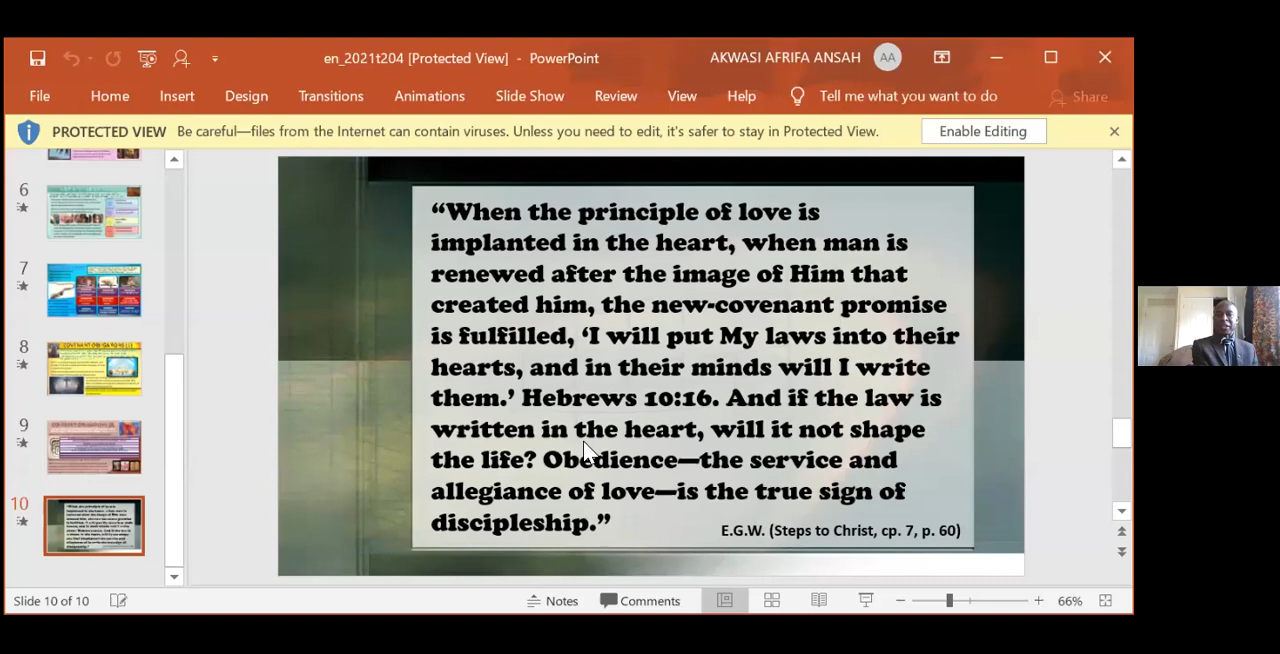 en_2021t204 [Protected View] - PowerPoint
AKWASI AFRIFA ANSAH
AA
File Home Insert Design Transitions Animations Slide Show Review View Help Tell me what you want to do Share
PROTECTED VIEW Be careful—files from the Internet can contain viruses. Unless you need to edit, it's safer to stay in Protected View. Enable Editing
6
7
8
9
10
“When the principle of love is
implanted in the heart, when man is
renewed after the image of Him that
created him, the new-covenant promise
is fulfilled, ‘I will put My laws into their
hearts, and in their minds will I write
them.’ Hebrews 10:16. And if the law is
written in the heart, will it not shape
the life? Obedience—the service and
allegiance of love—is the true sign of
discipleship.”
E.G.W. (Steps to Christ, cp. 7, p. 60)
Slide 10 of 10
Notes Comments 66%